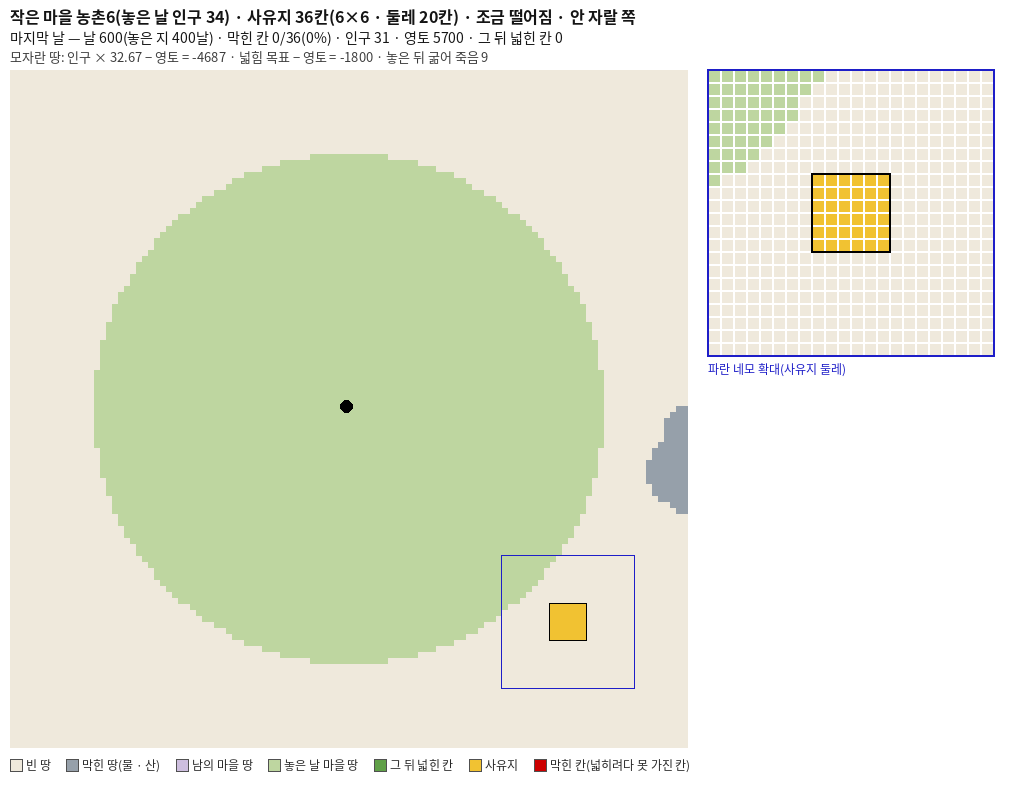 작은 마을 농촌6(놓은 날 인구 34) · 사유지 36칸(6×6 · 둘레 20칸) · 조금 떨어짐 · 안 자랄 쪽
마지막 날 — 날 600(놓은 지 400날) · 막힌 칸 0/36(0%) · 인구 31 · 영토 5700 · 그 뒤 넓힌 칸 0
모자란 땅: 인구 × 32.67 − 영토 = -4687 · 넓힘 목표 − 영토 = -1800 · 놓은 뒤 굶어 죽음 9
파란 네모 확대(사유지 둘레)
빈 땅 막힌 땅(물 · 산) 남의 마을 땅 놓은 날 마을 땅 그 뒤 넓힌 칸 사유지 막힌 칸(넓히려다 못 가진 칸)